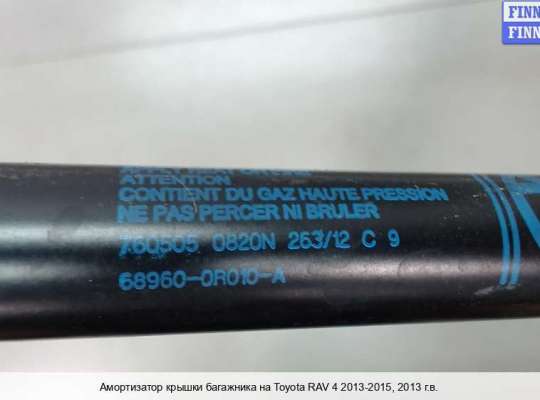 FINN
FINN
ATTENTION
CONTIENT DU GAZ HAUTE PRESSION
NE PAS PERCER NI BRULER
760505 0820N 263/12 C 9
68960-0R010-A
Амортизатор крышки багажника на Toyota RAV 4 2013-2015, 2013 г.в.